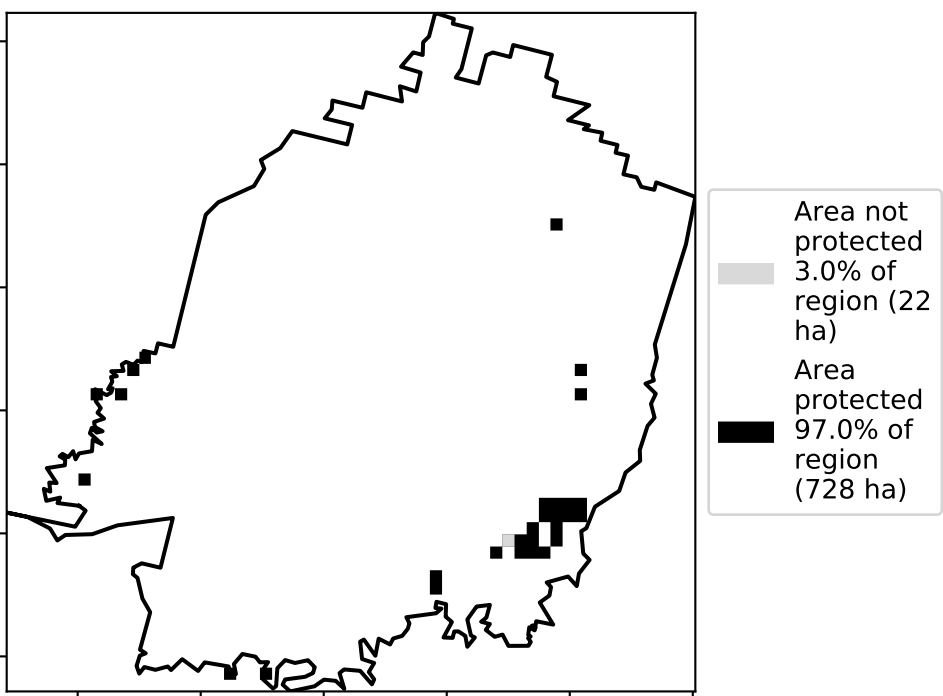 Area not
protected
3.0% of
region (22
ha)
Area
protected
97.0% of
region
(728 ha)